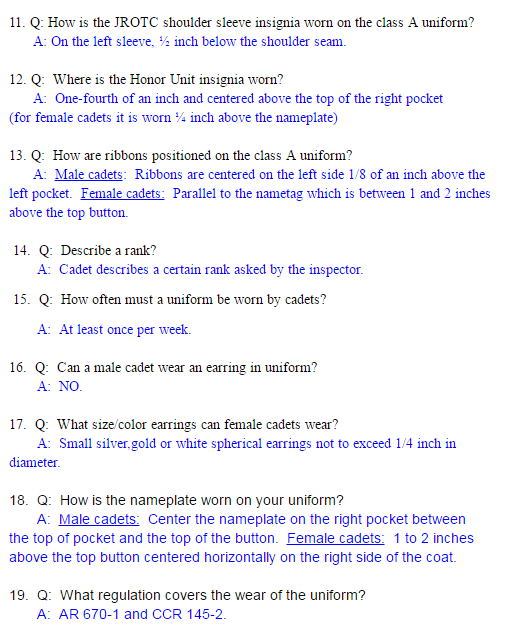 11. Q: How is the JROTC shoulder sleeve insignia worn on the class A uniform?
A: On the left sleeve, ½ inch below the shoulder seam.
12. Q: Where is the Honor Unit insignia worn?
A: One-fourth of an inch and centered above the top of the right pocket
(for female cadets it is worn ¼ inch above the nameplate)
13. Q: How are ribbons positioned on the class A uniform?
A: Male cadets: Ribbons are centered on the left side 1/8 of an inch above the
left pocket. Female cadets: Parallel to the nametag which is between 1 and 2 inches
above the top button.
14. Q: Describe a rank?
A: Cadet describes a certain rank asked by the inspector.
15. Q: How often must a uniform be worn by cadets?
A: At least once per week.
16. Q: Can a male cadet wear an earring in uniform?
A: NO.
17. Q: What size/color earrings can female cadets wear?
A: Small silver,gold or white spherical earrings not to exceed 1/4 inch in
diameter.
18. Q: How is the nameplate worn on your uniform?
A: Male cadets: Center the nameplate on the right pocket between
the top of pocket and the top of the button. Female cadets: 1 to 2 inches
above the top button centered horizontally on the right side of the coat.
19. Q: What regulation covers the wear of the uniform?
A: AR 670-1 and CCR 145-2.